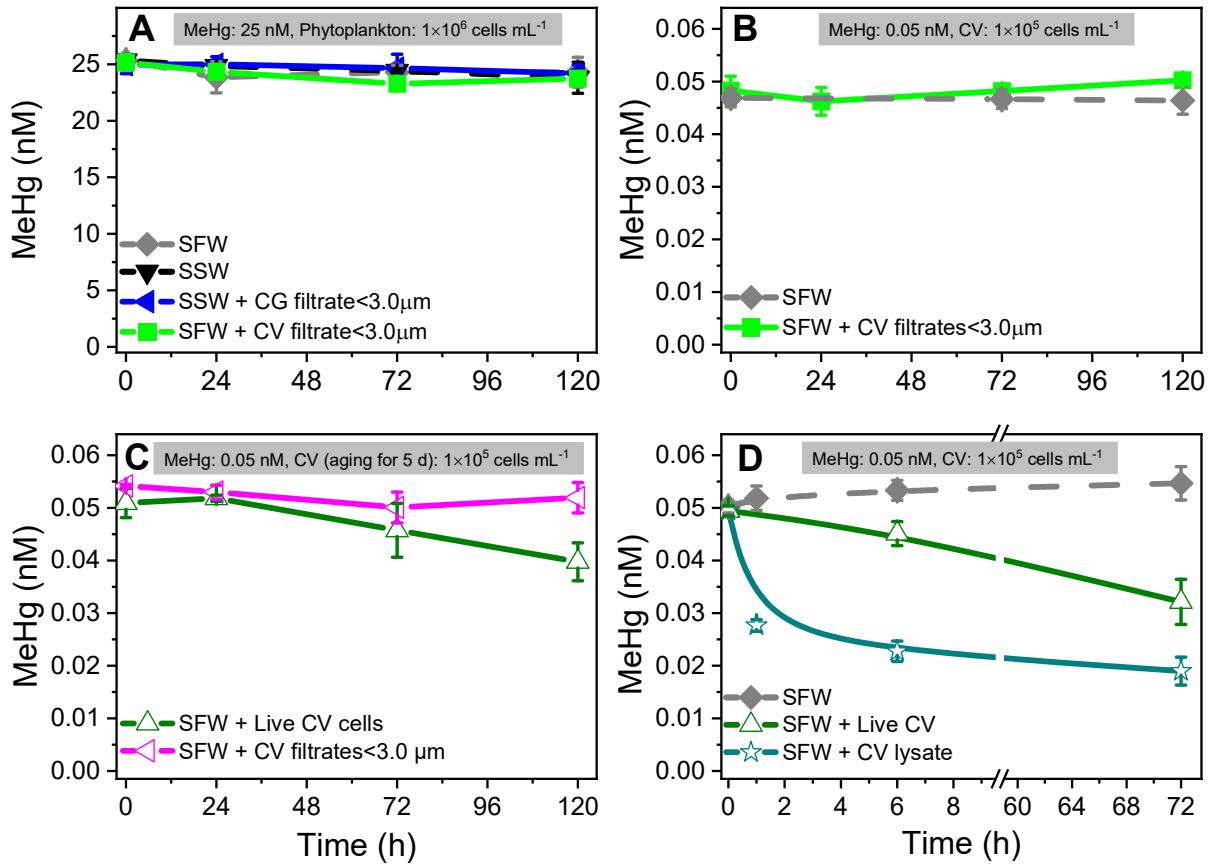 A
MeHg: 25 nM, Phytoplankton: 1×10⁶ cells mL⁻¹
MeHg (nM)
25
20
15
10
5
0
SFW
SSW
SSW + CG filtrate<3.0μm
SFW + CV filtrate<3.0μm
0 24 48 72 96 120
B
MeHg: 0.05 nM, CV: 1×10⁵ cells mL⁻¹
MeHg (nM)
0.06
0.05
0.04
0.03
0.02
0.01
0.00
SFW
SFW + CV filtrates<3.0μm
0 24 48 72 96 120
C
MeHg: 0.05 nM, CV (aging for 5 d): 1×10⁵ cells mL⁻¹
MeHg (nM)
0.06
0.05
0.04
0.03
0.02
0.01
0.00
SFW + Live CV cells
SFW + CV filtrates<3.0 μm
0 24 48 72 96 120
Time (h)
D
MeHg: 0.05 nM, CV: 1×10⁵ cells mL⁻¹
MeHg (nM)
0.06
0.05
0.04
0.03
0.02
0.01
0.00
SFW
SFW + Live CV
SFW + CV lysate
0 2 4 6 8 60 64 68 72
Time (h)